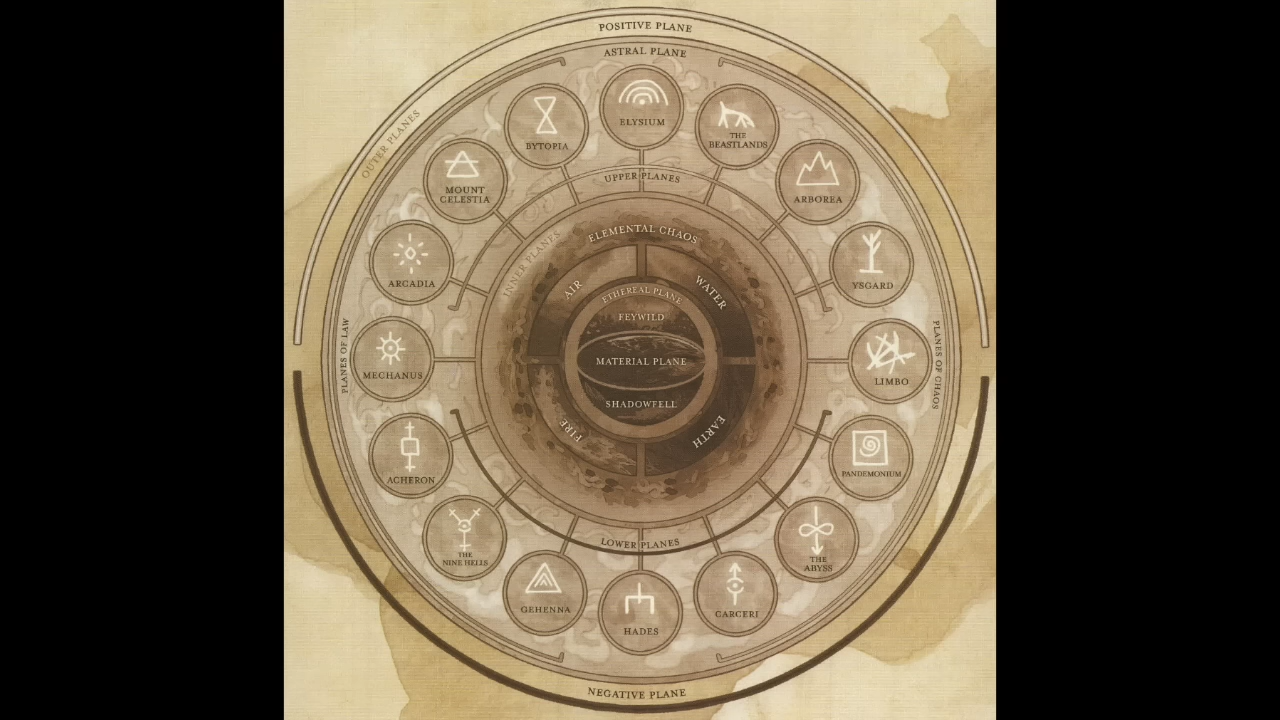 POSITIVE PLANE
ASTRAL PLANE
OUTER PLANES
ELYSIUM
BYTOPIA
THE
BEASTLANDS
MOUNT
CELESTIA
UPPER PLANES
ARBOREA
ARCADIA
INNER PLANES
ELEMENTAL CHAOS
YSGARD
AIR
WATER
ETHEREAL PLANE
FEYWILD
PLANES OF LAW
MECHANUS
MATERIAL PLANE
LIMBO
PLANES OF CHAOS
SHADOWFELL
FIRE
EARTH
ACHERON
PANDEMONIUM
THE
NINE HELLS
LOWER PLANES
THE
ABYSS
GEHENNA
HADES
CARCERI
NEGATIVE PLANE